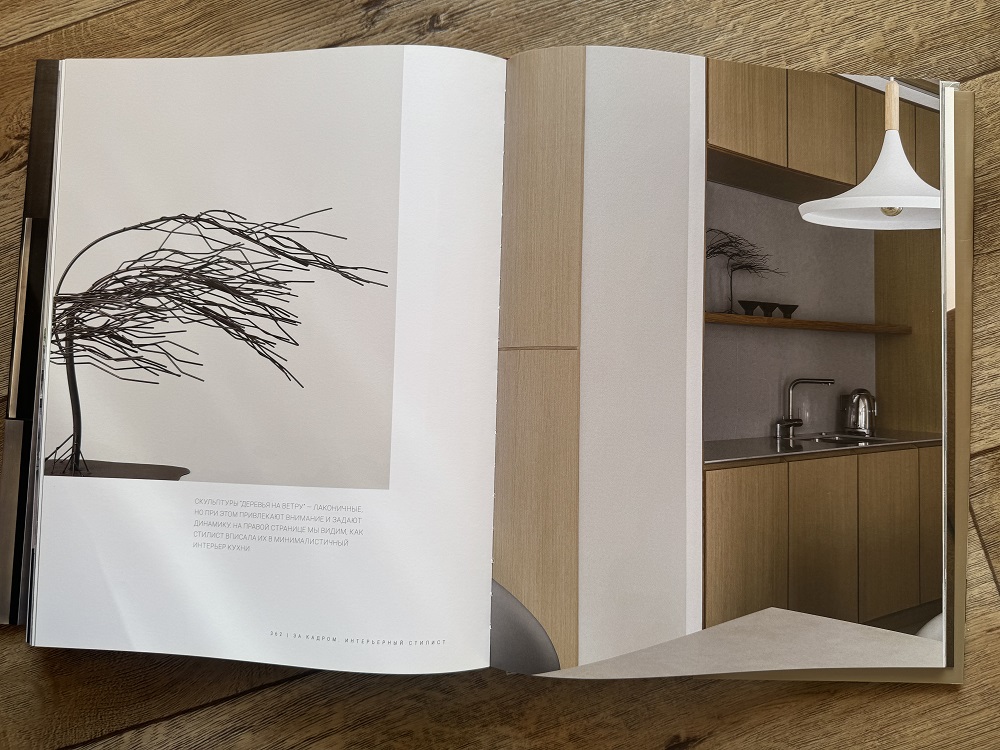 СКУЛЬПТУРЫ "ДЕРЕВЬЯ НА ВЕТРУ" – ЛАКОНИЧНЫЕ,
НО ПРИ ЭТОМ ПРИВЛЕКАЮТ ВНИМАНИЕ И ЗАДАЮТ
ДИНАМИКУ. НА ПРАВОЙ СТРАНИЦЕ МЫ ВИДИМ, КАК
СТИЛИСТ ВПИСАЛА ИХ В МИНИМАЛИСТИЧНЫЙ
ИНТЕРЬЕР КУХНИ
| ЗА КАДРОМ. ИНТЕРЬЕРНЫЙ СТИЛИСТ